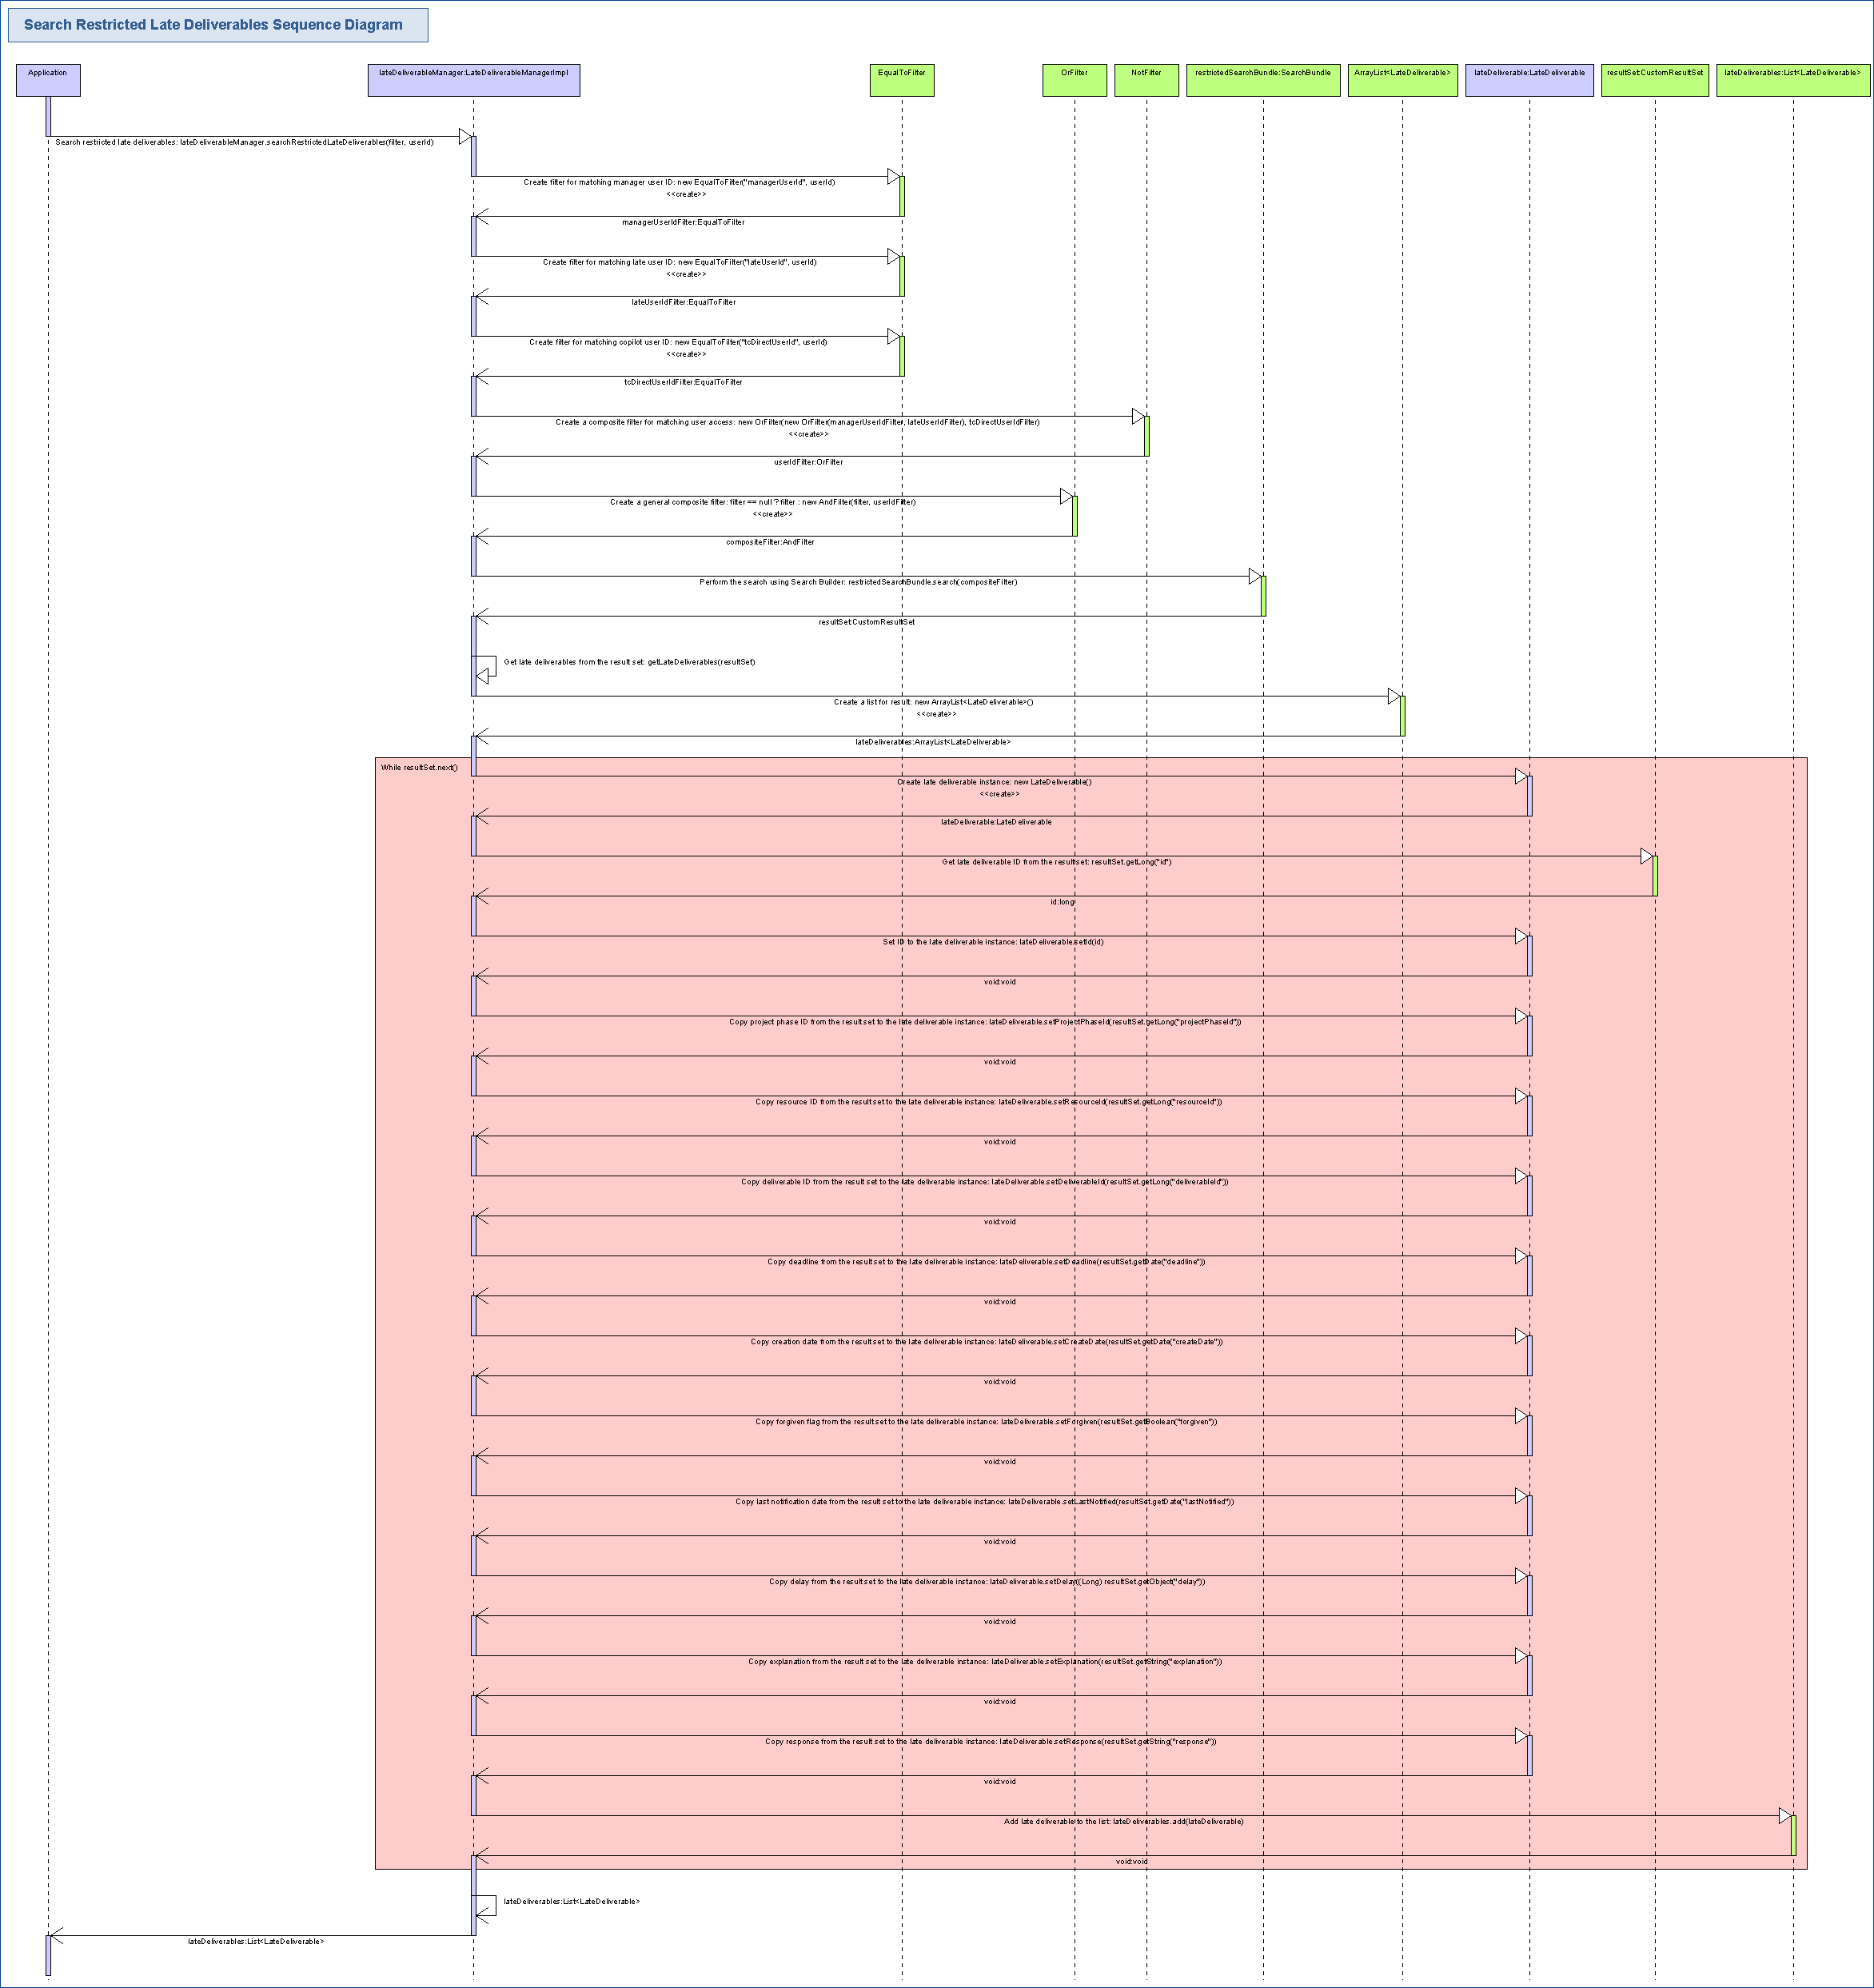 Search Restricted Late Deliverables Sequence Diagram
Application
lateDeliverableManager:LateDeliverableManagerImpl
EqualToFilter
OrFilter
NotFilter
restrictedSearchBundle:SearchBundle
ArrayList<LateDeliverable>
lateDeliverable:LateDeliverable
resultSet:CustomResultSet
lateDeliverables:List<LateDeliverable>
Search restricted late deliverables: lateDeliverableManager.searchRestrictedLateDeliverables(filter, userId)
Create filter for matching manager user ID: new EqualToFilter("managerUserId", userId)
<<create>>
managerUserIdFilter:EqualToFilter
Create filter for matching late user ID: new EqualToFilter("lateUserId", userId)
<<create>>
lateUserIdFilter:EqualToFilter
Create filter for matching copilot user ID: new EqualToFilter("tcDirectUserId", userId)
<<create>>
tcDirectUserIdFilter:EqualToFilter
Create a composite filter for matching user access: new OrFilter(new OrFilter(managerUserIdFilter, lateUserIdFilter), tcDirectUserIdFilter)
<<create>>
userIdFilter:OrFilter
Create a general composite filter: filter == null ? filter : new AndFilter(filter, userIdFilter)
<<create>>
compositeFilter:AndFilter
Perform the search using Search Builder: restrictedSearchBundle.search(compositeFilter)
resultSet:CustomResultSet
Get late deliverables from the result set: getLateDeliverables(resultSet)
Create a list for result: new ArrayList<LateDeliverable>()
<<create>>
lateDeliverables:ArrayList<LateDeliverable>
While resultSet.next()
Create late deliverable instance: new LateDeliverable()
<<create>>
lateDeliverable:LateDeliverable
Get late deliverable ID from the result set: resultSet.getLong("id")
id:long
Set ID to the late deliverable instance: lateDeliverable.setId(id)
void:void
Copy project phase ID from the result set to the late deliverable instance: lateDeliverable.setProjectPhaseId(resultSet.getLong("projectPhaseId"))
void:void
Copy resource ID from the result set to the late deliverable instance: lateDeliverable.setResourceId(resultSet.getLong("resourceId"))
void:void
Copy deliverable ID from the result set to the late deliverable instance: lateDeliverable.setDeliverableId(resultSet.getLong("deliverableId"))
void:void
Copy deadline from the result set to the late deliverable instance: lateDeliverable.setDeadline(resultSet.getDate("deadline"))
void:void
Copy creation date from the result set to the late deliverable instance: lateDeliverable.setCreateDate(resultSet.getDate("createDate"))
void:void
Copy forgiven flag from the result set to the late deliverable instance: lateDeliverable.setForgiven(resultSet.getBoolean("forgiven"))
void:void
Copy last notification date from the result set to the late deliverable instance: lateDeliverable.setLastNotified(resultSet.getDate("lastNotified"))
void:void
Copy delay from the result set to the late deliverable instance: lateDeliverable.setDelay((Long) resultSet.getObject("delay"))
void:void
Copy explanation from the result set to the late deliverable instance: lateDeliverable.setExplanation(resultSet.getString("explanation"))
void:void
Copy response from the result set to the late deliverable instance: lateDeliverable.setResponse(resultSet.getString("response"))
void:void
Add late deliverable to the list: lateDeliverables.add(lateDeliverable)
void:void
lateDeliverables:List<LateDeliverable>
lateDeliverables:List<LateDeliverable>